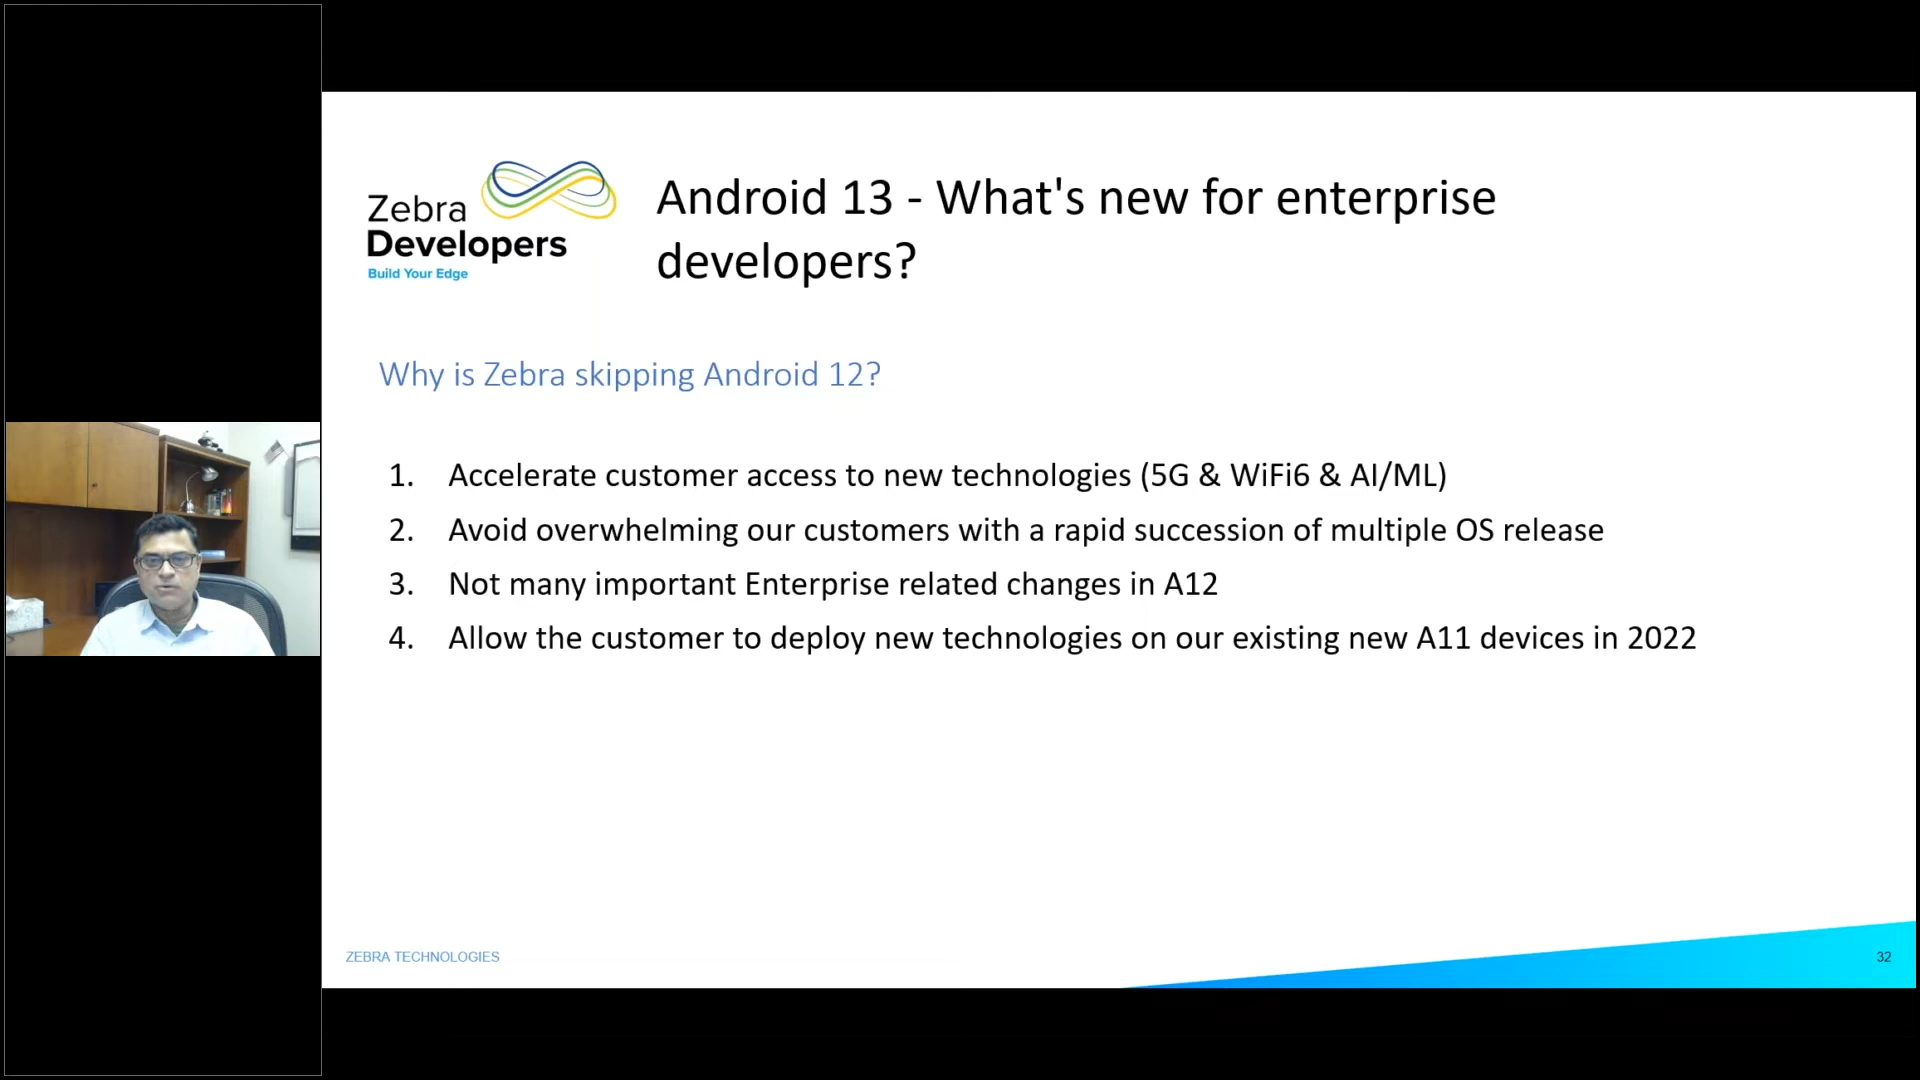 Zebra
Developers
Build Your Edge
Android 13 - What's new for enterprise
developers?
Why is Zebra skipping Android 12?
1. Accelerate customer access to new technologies (5G & WiFi6 & AI/ML)
2. Avoid overwhelming our customers with a rapid succession of multiple OS release
3. Not many important Enterprise related changes in A12
4. Allow the customer to deploy new technologies on our existing new A11 devices in 2022
ZEBRA TECHNOLOGIES
32